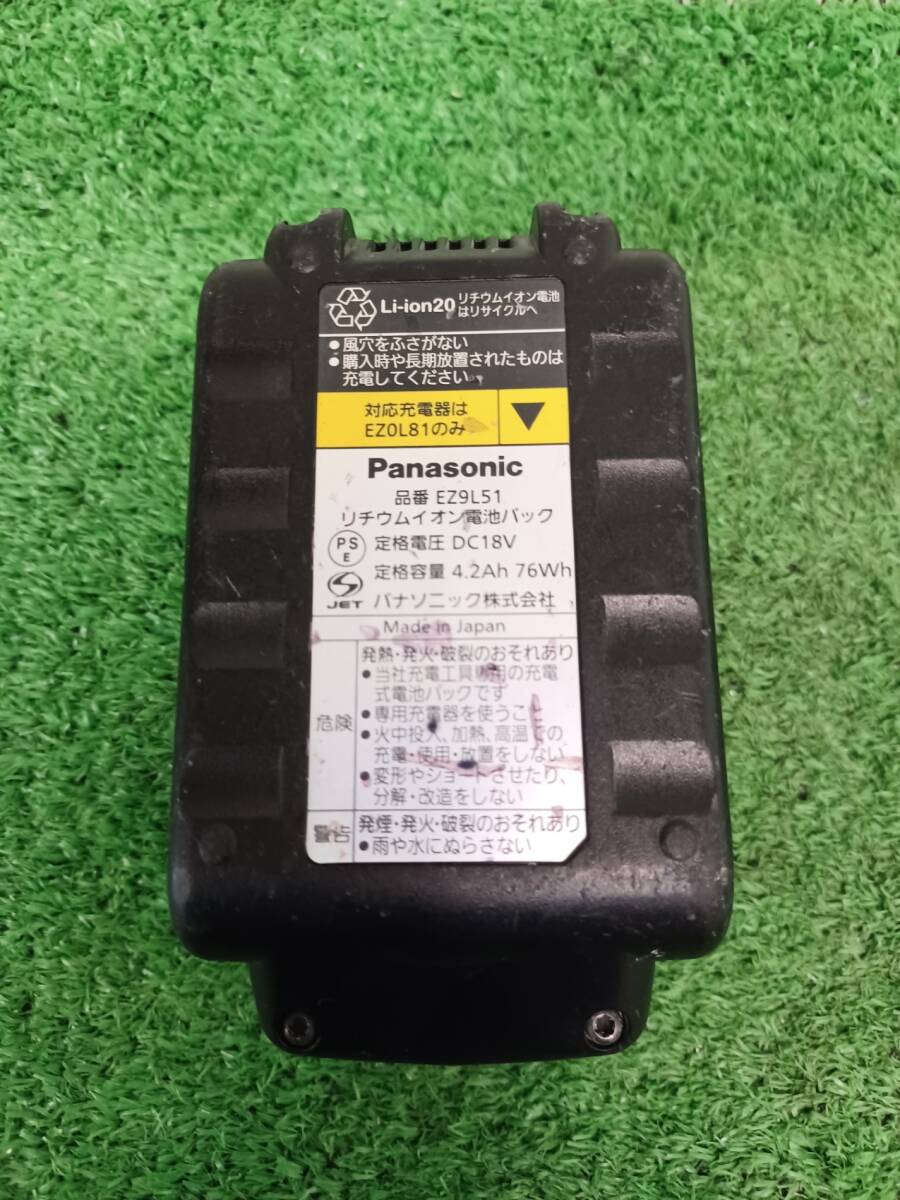 Li-ion20 リチウムイオン電池
はリサイクルへ
●風穴をふさがない
●購入時や長期放置されたものは
充電してください
対応充電器は
EZ0L81のみ
Panasonic
品番 EZ9L51
リチウムイオン電池パック
PS
E
定格電圧 DC18V
定格容量 4.2Ah 76Wh
JET パナソニック株式会社
Made in Japan
危険
発熱・発火・破裂のおそれあり
●当社充電工具専用の充電
式電池パックです
●専用充電器を使うこと
●火中投入、加熱、高温での
充電・使用・放置をしない
●変形やショートさせたり、
分解・改造をしない
警告
発煙・発火・破裂のおそれあり
●雨や水にぬらさない